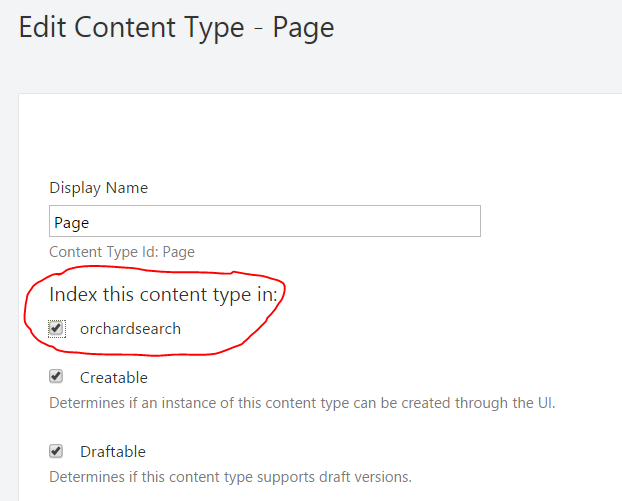 Edit Content Type - Page
Display Name
Page
Content Type Id: Page
Index this content type in:
orchardsearch
Creatable
Determines if an instance of this content type can be created through the UI.
Draftable
Determines if this content type supports draft versions.